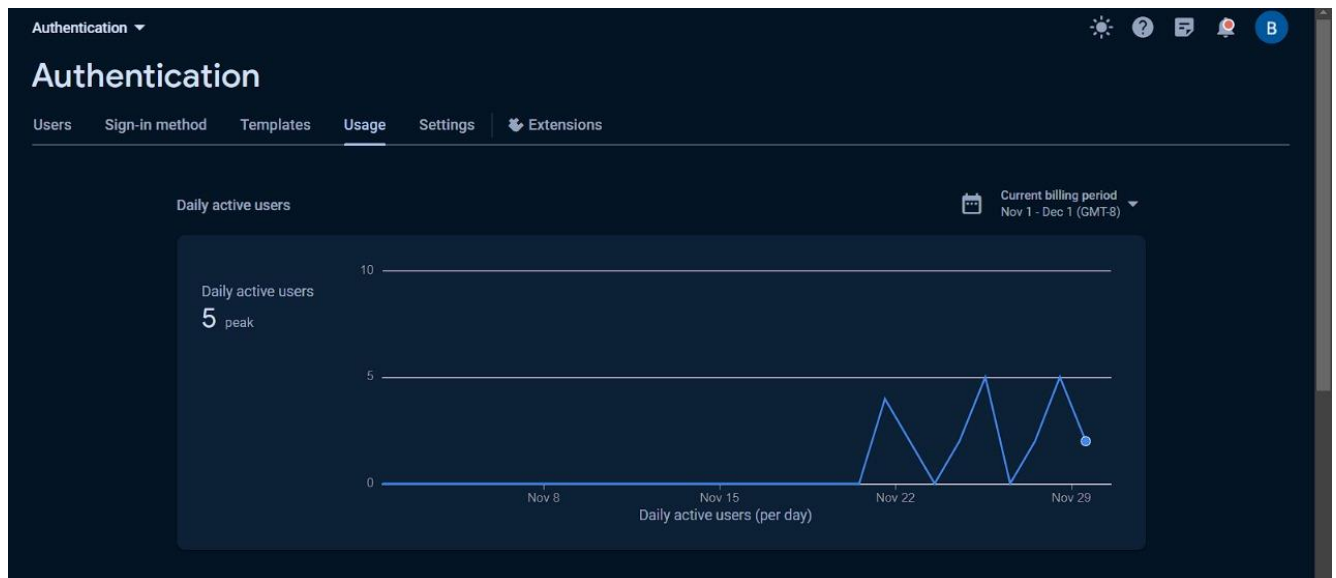 Authentication
B
Authentication
Users Sign-in method Templates Usage Settings Extensions
Daily active users
Current billing period
Nov 1 - Dec 1 (GMT-8)
Daily active users
5 peak
10
5
0
Nov 8 Nov 15 Nov 22 Nov 29
Daily active users (per day)